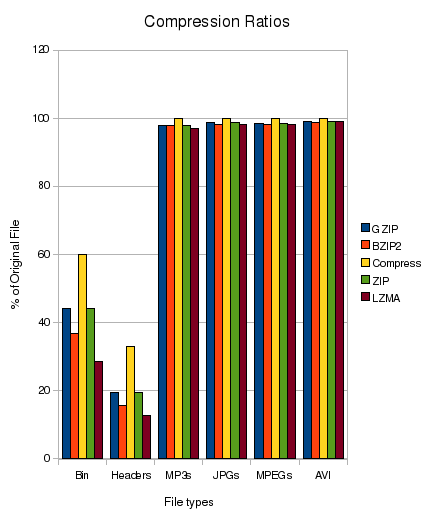 Compression Ratios
120
100
80
60
40
20
0
% of Original File
Bin Headers MP3s JPGs MPEGs AVI
File types
GZIP
BZIP2
Compress
ZIP
LZMA